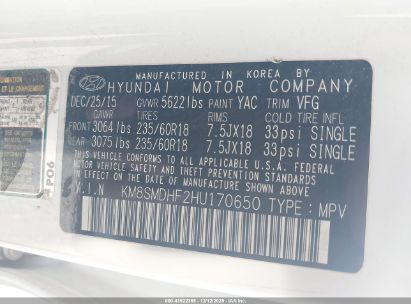 MANUFACTURED IN KOREA BY
HYUNDAI MOTOR COMPANY
DEC/25/15 GVWR 5622lbs PAINT YAC TRIM VFG
GAWR TIRES RIMS COLD TIRE INFL
FRONT 3064lbs 235/60R18 7.5JX18 33psi SINGLE
REAR 3075lbs 235/60R18 7.5JX18 33psi SINGLE
THIS VEHICLE CONFORMS TO ALL APPLICABLE U.S.A. FEDERAL
MOTOR VEHICLE SAFETY AND THEFT PREVENTION STANDARDS
IN EFFECT ON THE DATE OF MANUFACTURE SHOWN ABOVE.
V.I.N KM8SMDHF2HU170650 TYPE: MPV
PO6